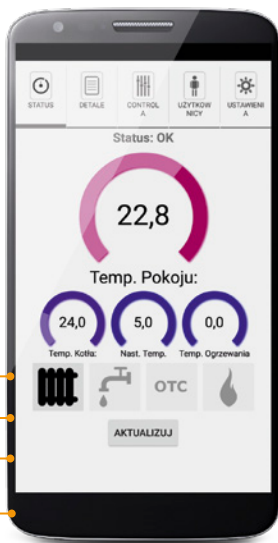 STATUS DETALE CONTROL UŻYTKOW USTAWIENI
A NICY A
Status: OK
22,8
Temp. Pokoju:
24,0 5,0 0,0
Temp. Kotła: Nast. Temp. Temp. Ogrzewania
OTC
AKTUALIZUJ